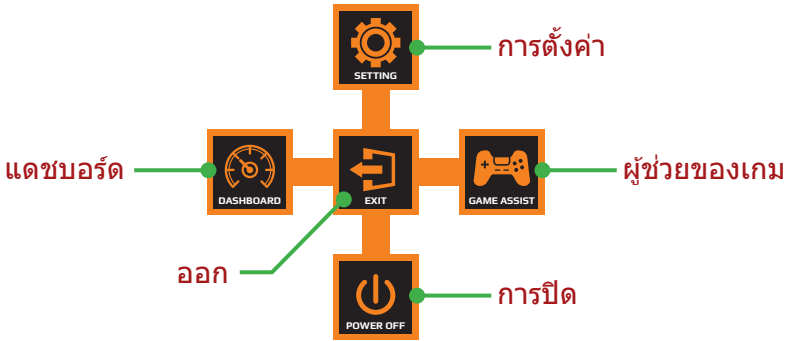 SETTING
การตั้งค่า
แดชบอร์ด
DASHBOARD
EXIT
GAME ASSIST
ผู้ช่วยของเกม
ออก
POWER OFF
การปิด